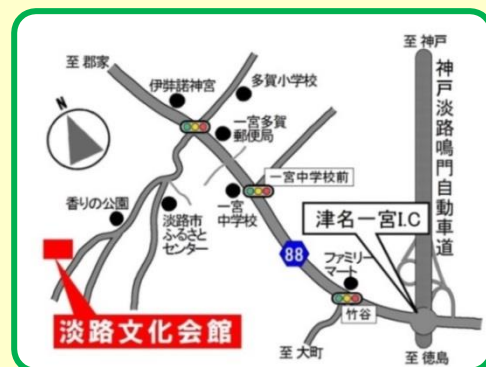 至 神戸
至 郡家
伊弉諾神宮
多賀小学校
神戸淡路鳴門自動車道
N
一宮多賀
郵便局
一宮中学校前
香りの公園
淡路市
ふるさと
センター
一宮
中学校
津名一宮I.C
88
ファミリー
マート
淡路文化会館
竹谷
至 大町
至 徳島